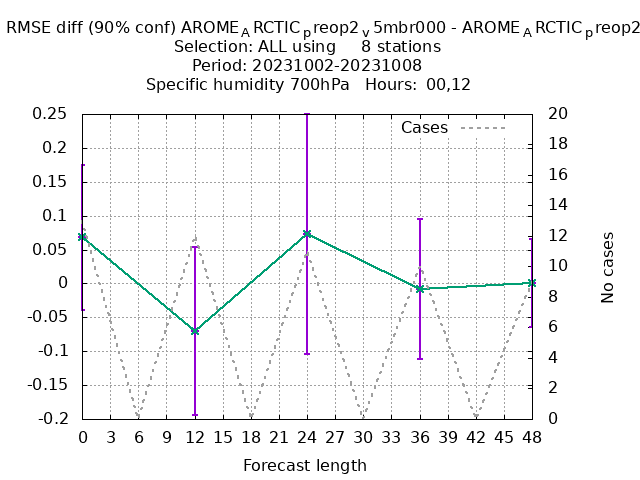 RMSE diff (90% conf) AROME_ARCTIC_preop2_v5mbr000 - AROME_ARCTIC_preop2
Selection: ALL using 8 stations
Period: 20231002-20231008
Specific humidity 700hPa Hours: 00,12
Cases
0.25
0.2
0.15
0.1
0.05
0
-0.05
-0.1
-0.15
-0.2
20
18
16
14
12
10
8
6
4
2
0
No cases
0 3 6 9 12 15 18 21 24 27 30 33 36 39 42 45 48
Forecast length